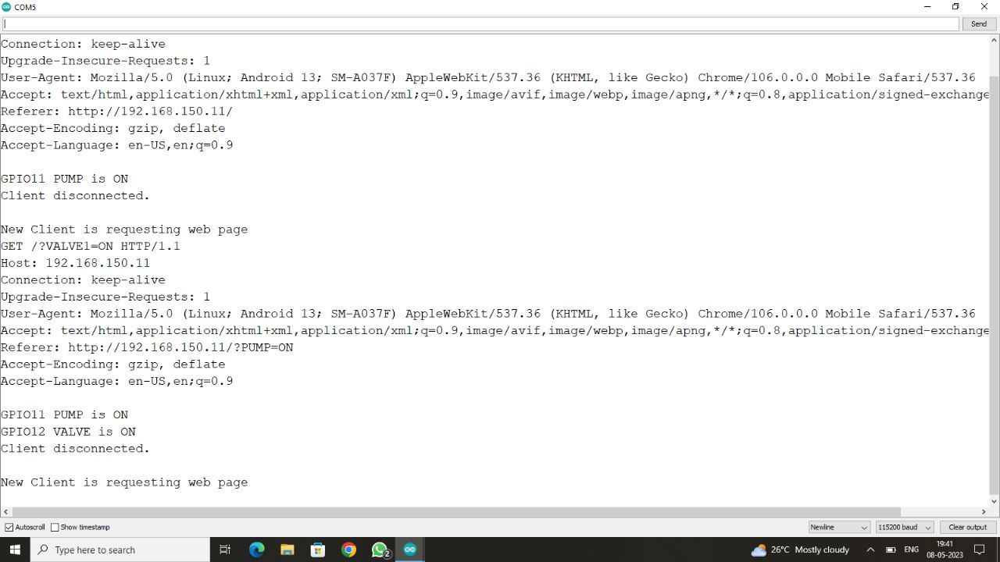 COM5
Send
Connection: keep-alive
Upgrade-Insecure-Requests: 1
User-Agent: Mozilla/5.0 (Linux; Android 13; SM-A037F) AppleWebKit/537.36 (KHTML, like Gecko) Chrome/106.0.0.0 Mobile Safari/537.36
Accept: text/html,application/xhtml+xml,application/xml;q=0.9,image/avif,image/webp,image/apng,*/*;q=0.8,application/signed-exchange
Referer: http://192.168.150.11/
Accept-Encoding: gzip, deflate
Accept-Language: en-US,en;q=0.9
GPIO11 PUMP is ON
Client disconnected.
New Client is requesting web page
GET /?VALVE1=ON HTTP/1.1
Host: 192.168.150.11
Connection: keep-alive
Upgrade-Insecure-Requests: 1
User-Agent: Mozilla/5.0 (Linux; Android 13; SM-A037F) AppleWebKit/537.36 (KHTML, like Gecko) Chrome/106.0.0.0 Mobile Safari/537.36
Accept: text/html,application/xhtml+xml,application/xml;q=0.9,image/avif,image/webp,image/apng,*/*;q=0.8,application/signed-exchange
Referer: http://192.168.150.11/?PUMP=ON
Accept-Encoding: gzip, deflate
Accept-Language: en-US,en;q=0.9
GPIO11 PUMP is ON
GPIO12 VALVE is ON
Client disconnected.
New Client is requesting web page
Autoscroll Show timestamp Newline 115200 baud Clear output
Type here to search 2 26°C Mostly cloudy ENG 19:41
08-05-2023